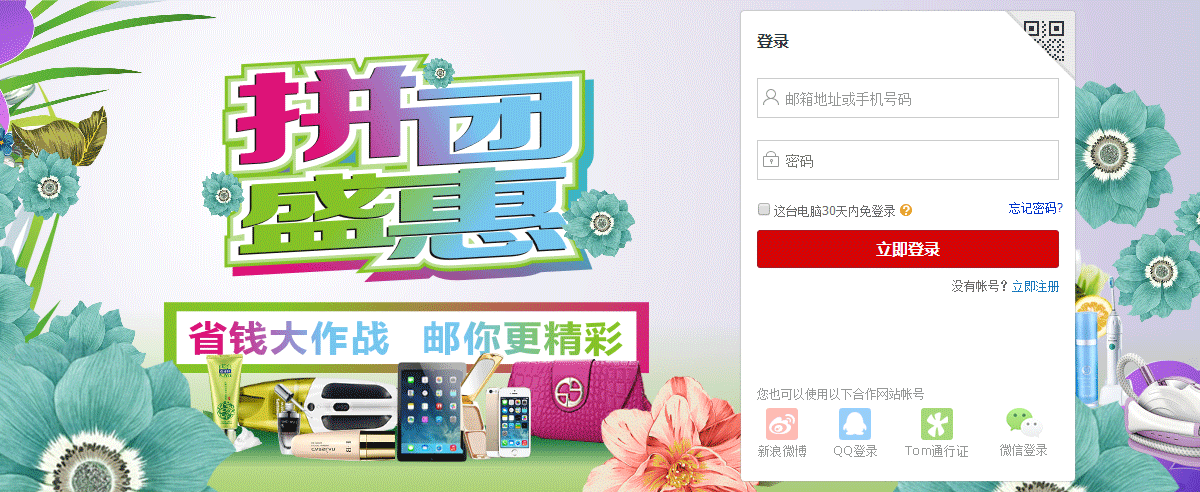 拼团
盛惠
省钱大作战 邮你更精彩
登录
邮箱地址或手机号码
密码
这台电脑30天内免登录
忘记密码?
立即登录
没有帐号？立即注册
您也可以使用以下合作网站帐号
新浪微博
QQ登录
Tom通行证
微信登录